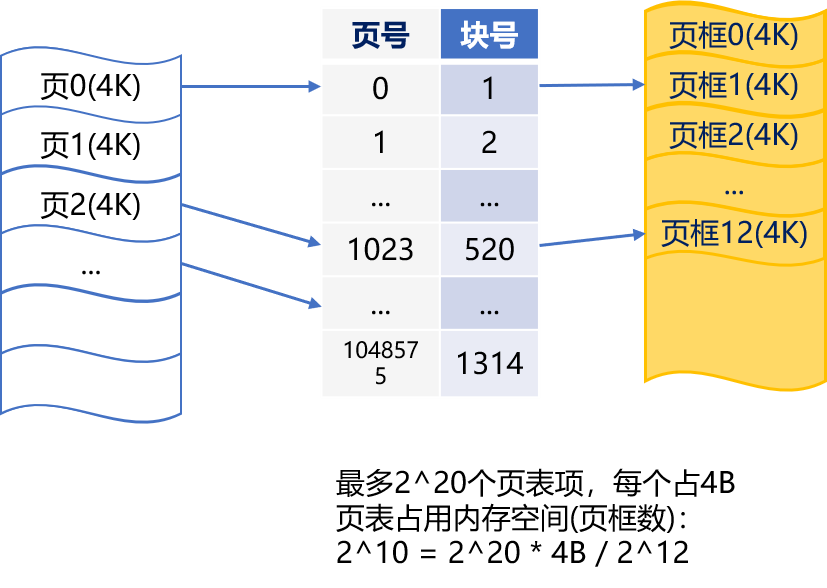 页0(4K)
页1(4K)
页2(4K)
...
页号 块号
0 1
1 2
... ...
1023 520
... ...
104857
5
1314
页框0(4K)
页框1(4K)
页框2(4K)
...
页框12(4K)
最多2^20个页表项，每个占4B
页表占用内存空间(页框数)：
2^10 = 2^20 * 4B / 2^12